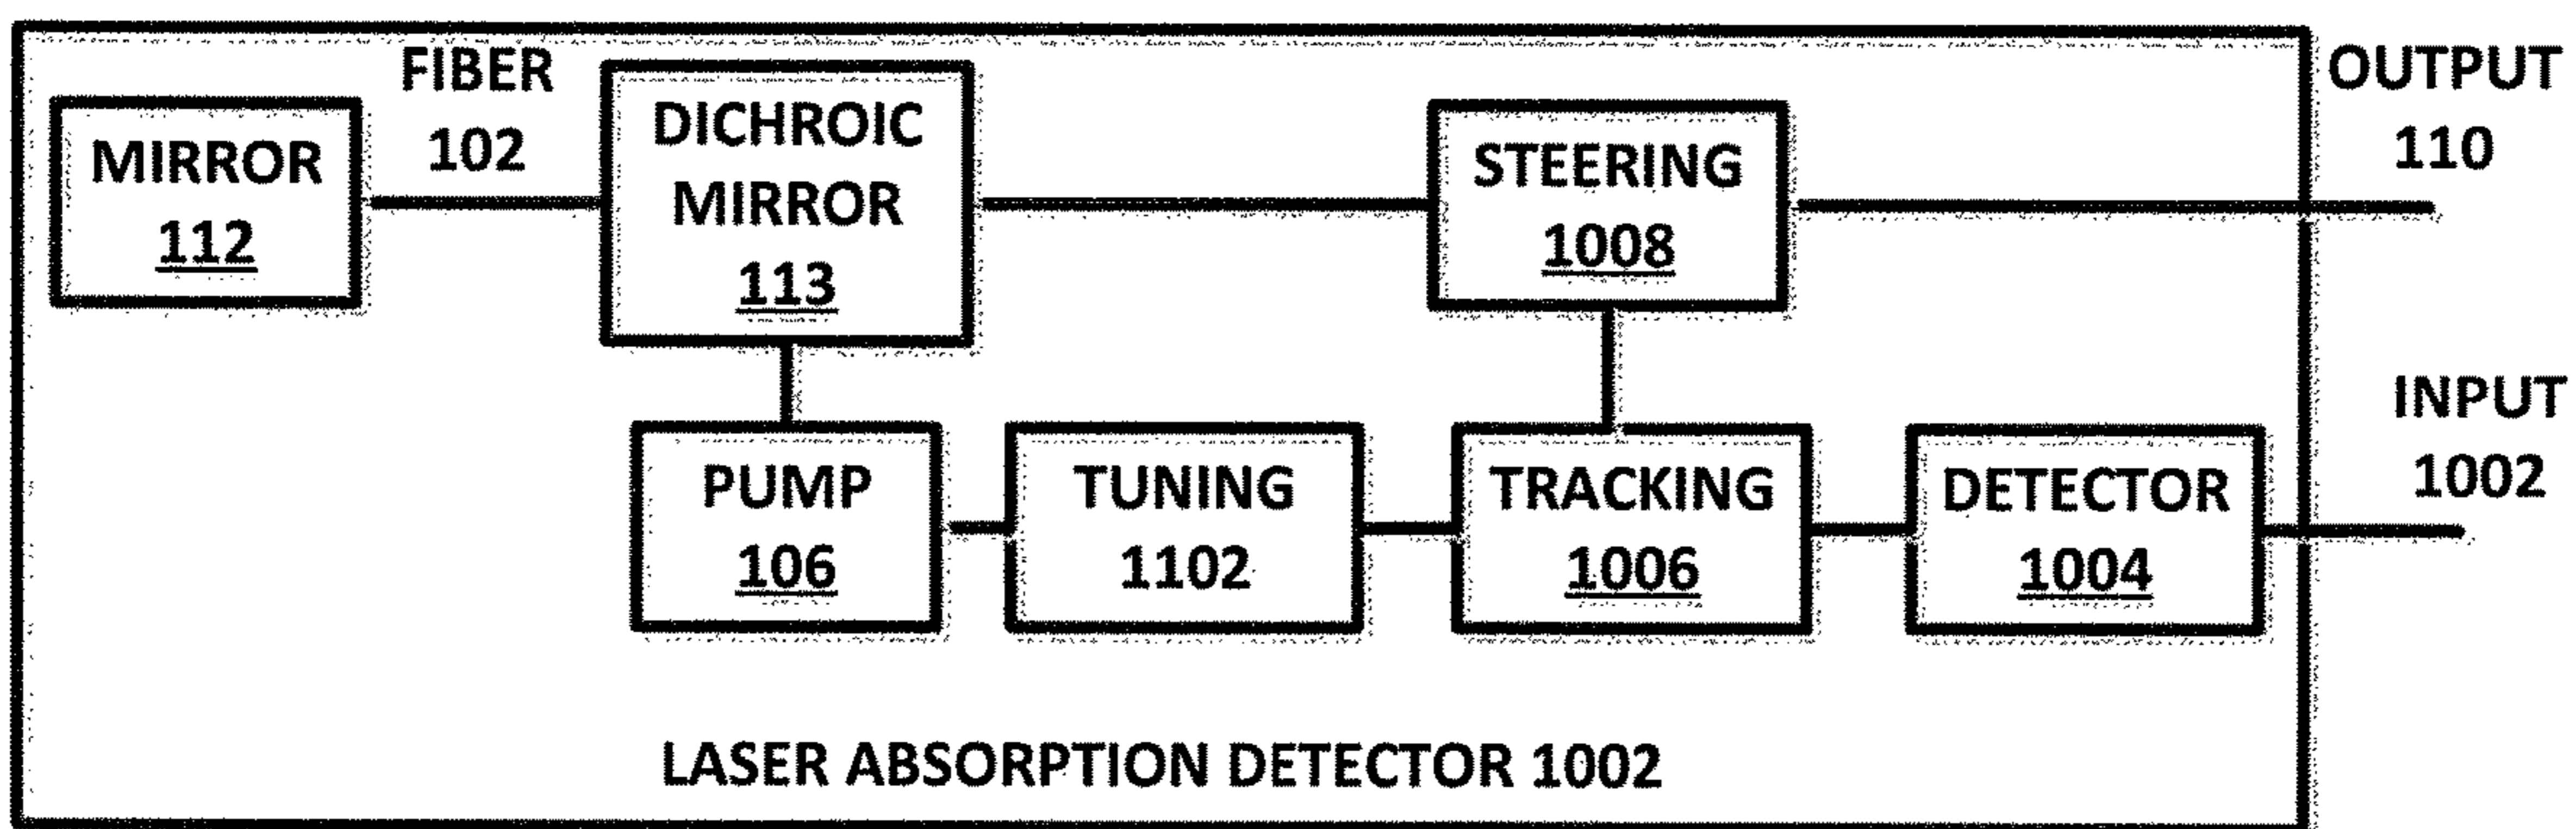 FIBER
102
MIRROR
112
DICHROIC
MIRROR
113
STEERING
1008
OUTPUT
110
PUMP
106
TUNING
1102
TRACKING
1006
DETECTOR
1004
INPUT
1002
LASER ABSORPTION DETECTOR 1002